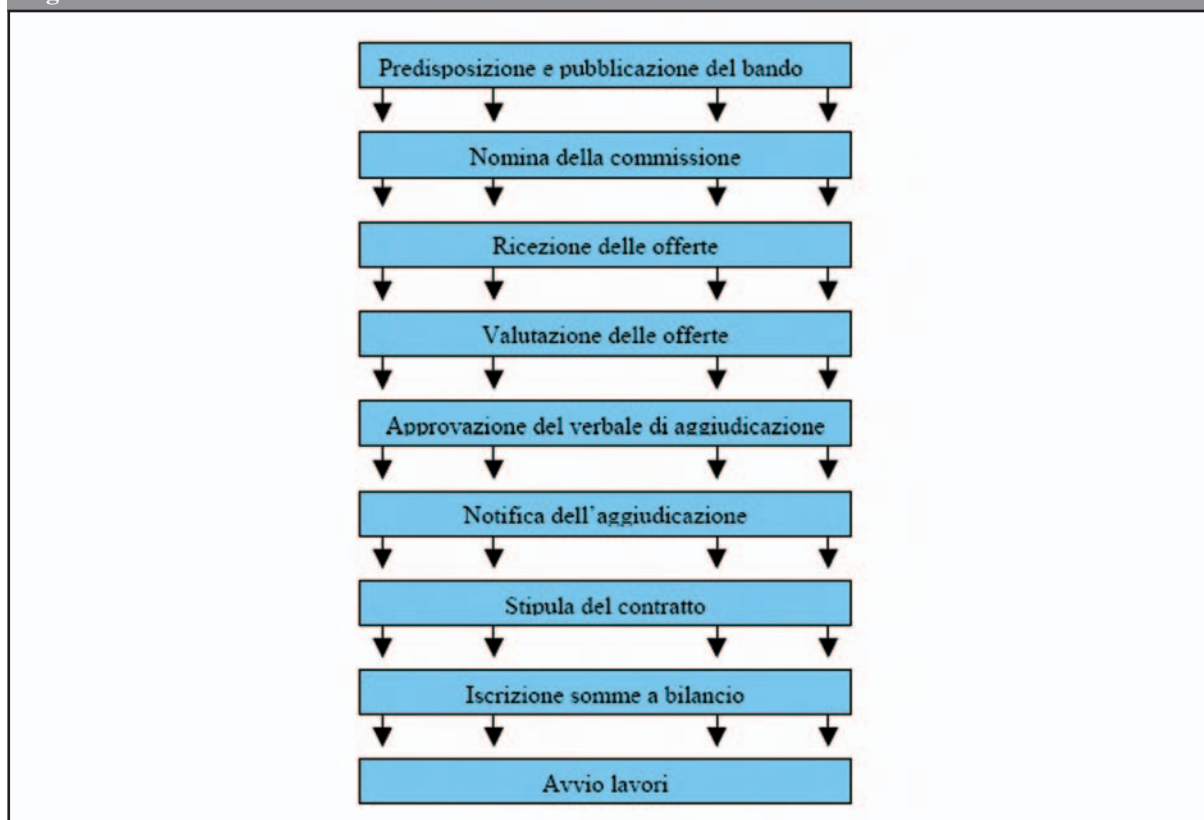 Predisposizione e pubblicazione del bando
Nomina della commissione
Ricezione delle offerte
Valutazione delle offerte
Approvazione del verbale di aggiudicazione
Notifica dell'aggiudicazione
Stipula del contratto
Iscrizione somme a bilancio
Avvio lavori